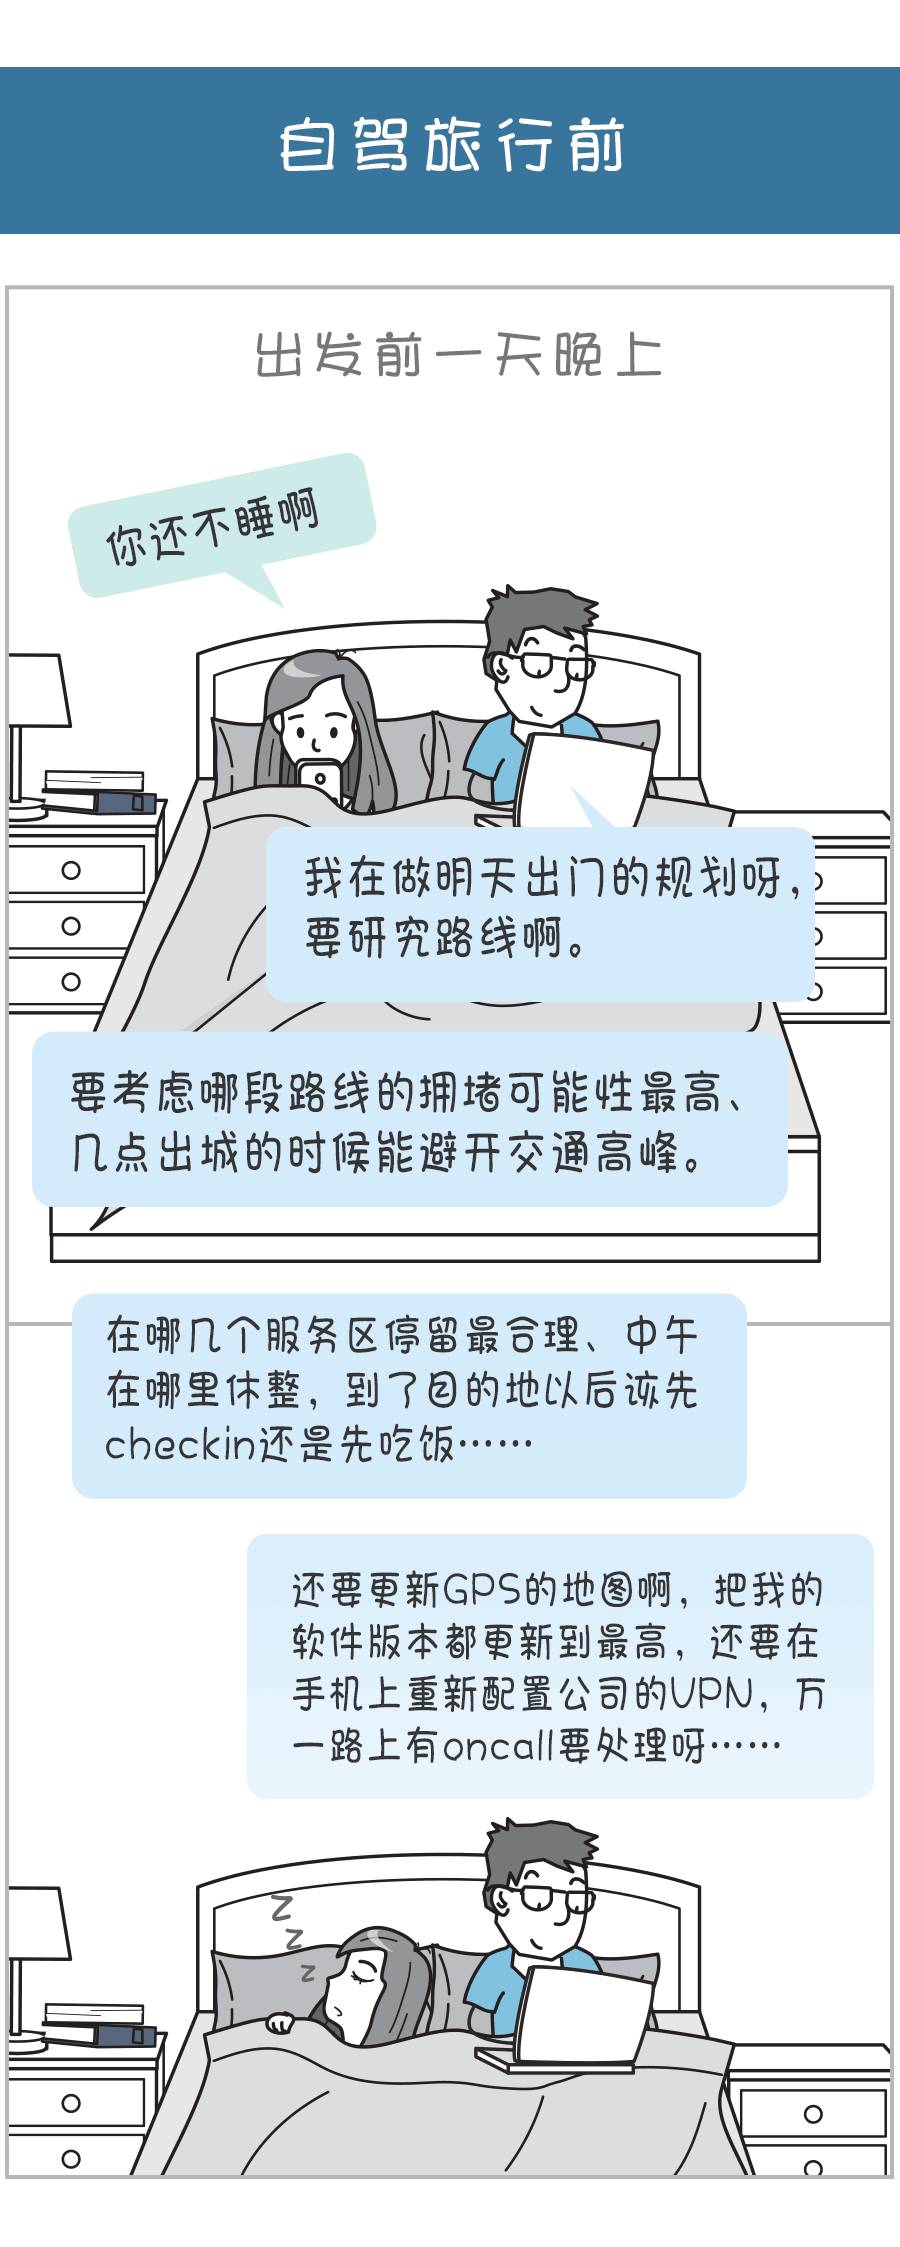 自驾旅行前
出发前一天晚上
你还不睡啊
我在做明天出门的规划呀，
要研究路线啊。
要考虑哪段路线的拥堵可能性最高、
几点出城的时候能避开交通高峰。
在哪几个服务区停留最合理、中午
在哪里休整，到了目的地以后该先
checkin还是先吃饭……
还要更新GPS的地图啊，把我的
软件版本都更新到最高，还要在
手机上重新配置公司的VPN，万
一路上有oncall要处理呀……
z
z
z